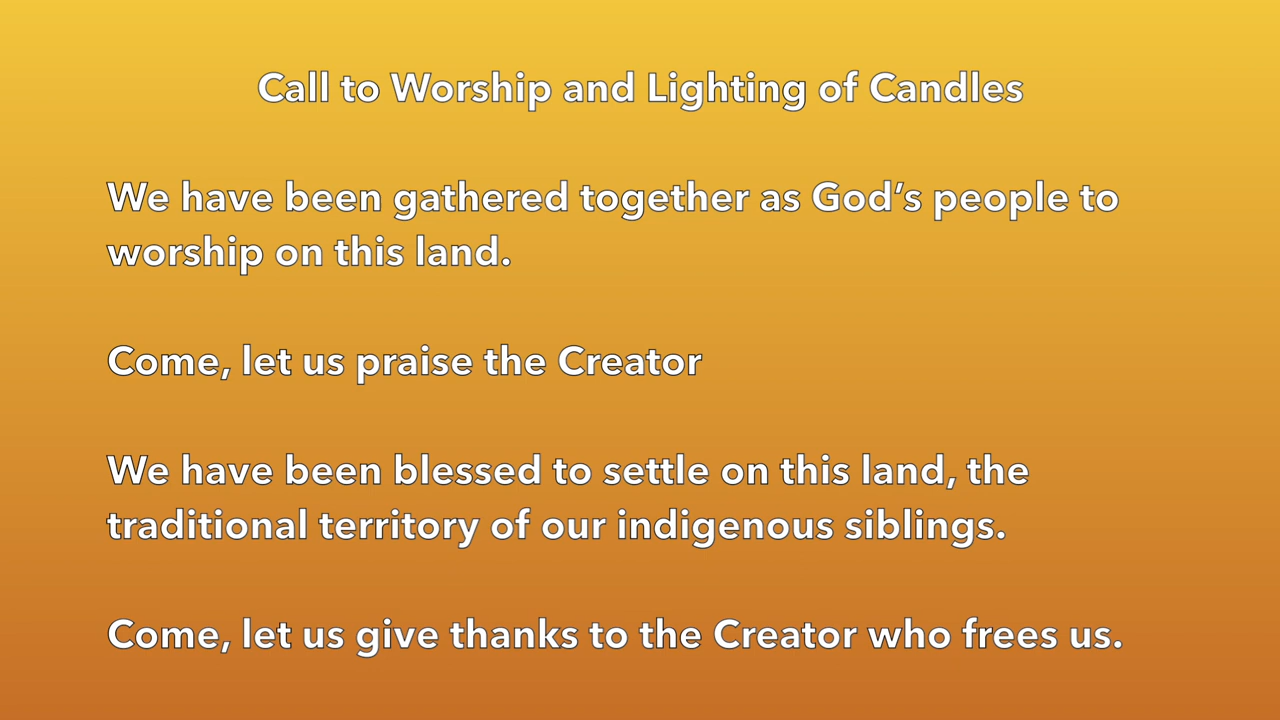 Call to Worship and Lighting of Candles
We have been gathered together as God’s people to
worship on this land.
Come, let us praise the Creator
We have been blessed to settle on this land, the
traditional territory of our indigenous siblings.
Come, let us give thanks to the Creator who frees us.